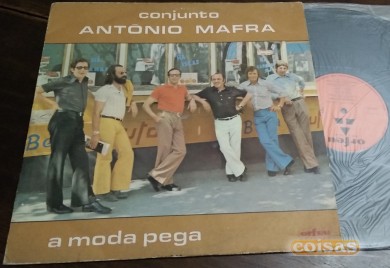 conjunto
ANTÓNIO MAFRA
a moda pega
coisas